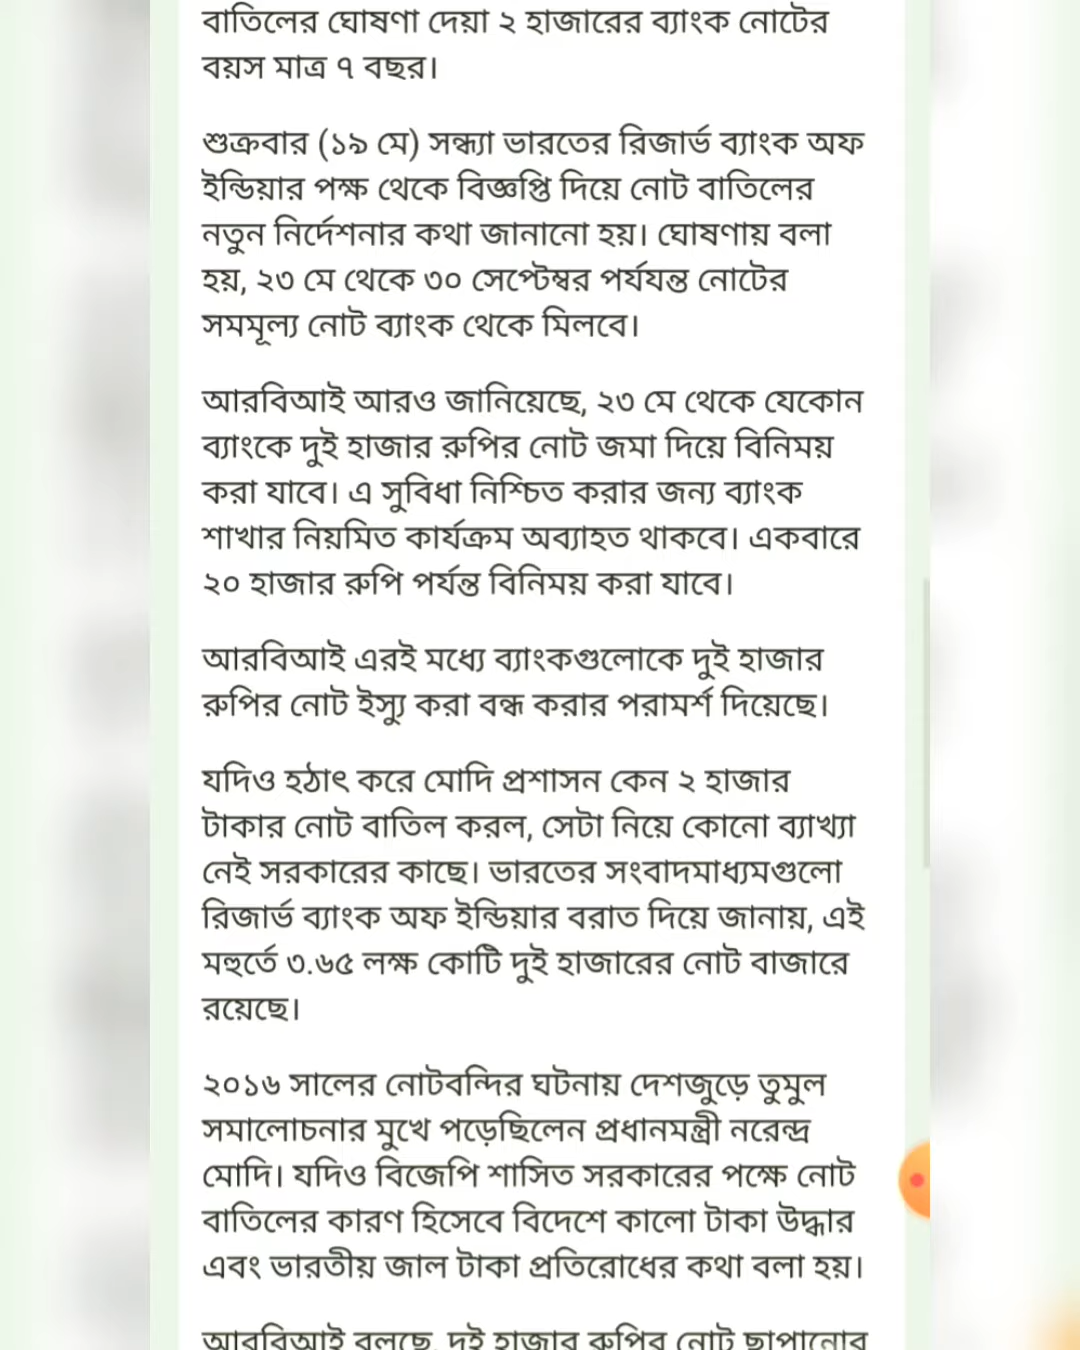 বাতিলের ঘোষণা দেয়া ২ হাজারের ব্যাংক নোটের
বয়স মাত্র ৭ বছর।
শুক্রবার (১৯ মে) সন্ধ্যা ভারতের রিজার্ভ ব্যাংক অফ
ইন্ডিয়ার পক্ষ থেকে বিজ্ঞপ্তি দিয়ে নোট বাতিলের
নতুন নির্দেশনার কথা জানানো হয়। ঘোষণায় বলা
হয়, ২৩ মে থেকে ৩০ সেপ্টেম্বর পর্যযন্ত নোটের
সমমূল্য নোট ব্যাংক থেকে মিলবে।
আরবিআই আরও জানিয়েছে, ২৩ মে থেকে যেকোন
ব্যাংকে দুই হাজার রুপির নোট জমা দিয়ে বিনিময়
করা যাবে। এ সুবিধা নিশ্চিত করার জন্য ব্যাংক
শাখার নিয়মিত কার্যক্রম অব্যাহত থাকবে। একবারে
২০ হাজার রুপি পর্যন্ত বিনিময় করা যাবে।
আরবিআই এরই মধ্যে ব্যাংকগুলোকে দুই হাজার
রুপির নোট ইস্যু করা বন্ধ করার পরামর্শ দিয়েছে।
যদিও হঠাৎ করে মোদি প্রশাসন কেন ২ হাজার
টাকার নোট বাতিল করল, সেটা নিয়ে কোনো ব্যাখ্যা
নেই সরকারের কাছে। ভারতের সংবাদমাধ্যমগুলো
রিজার্ভ ব্যাংক অফ ইন্ডিয়ার বরাত দিয়ে জানায়, এই
মহুর্তে ৩.৬৫ লক্ষ কোটি দুই হাজারের নোট বাজারে
রয়েছে।
২০১৬ সালের নোটবন্দির ঘটনায় দেশজুড়ে তুমুল
সমালোচনার মুখে পড়েছিলেন প্রধানমন্ত্রী নরেন্দ্র
মোদি। যদিও বিজেপি শাসিত সরকারের পক্ষে নোট
বাতিলের কারণ হিসেবে বিদেশে কালো টাকা উদ্ধার
এবং ভারতীয় জাল টাকা প্রতিরোধের কথা বলা হয়।
আরবিআই বলছে, দুই হাজার রুপির নোট ছাপানোর